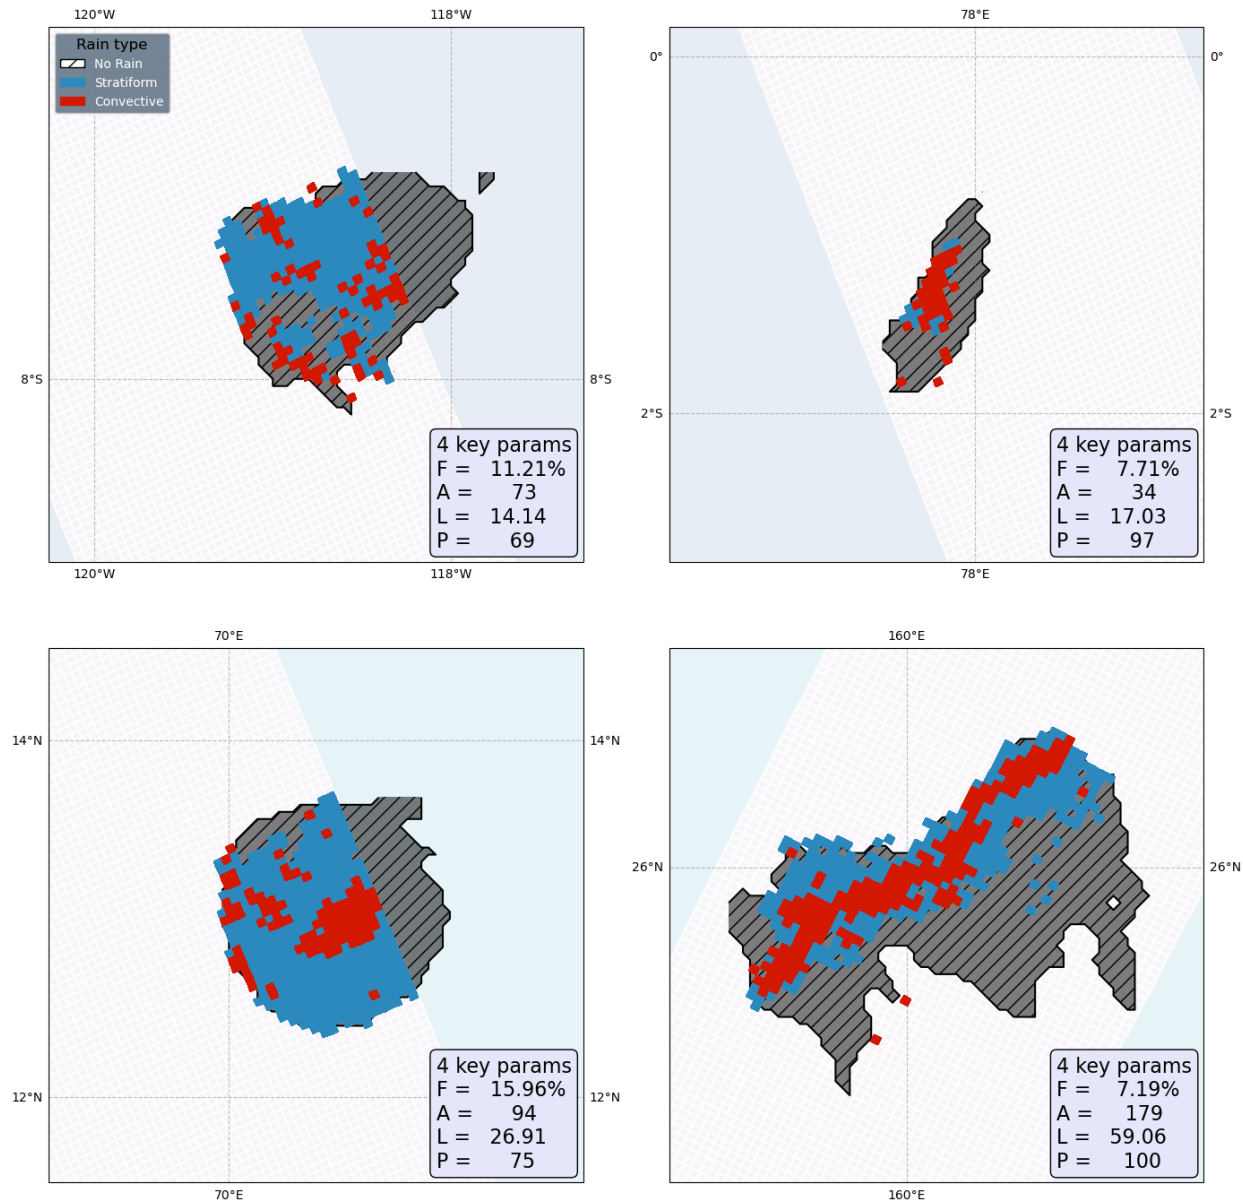 120°W 118°W
78°E
Rain type
No Rain
Stratiform
Convective
0° 0°
8°S 8°S
2°S 2°S
4 key params
F = 11.21%
A = 73
L = 14.14
P = 69
4 key params
F = 7.71%
A = 34
L = 17.03
P = 97
120°W 118°W
78°E
70°E
160°E
14°N 14°N
26°N 26°N
12°N 12°N
4 key params
F = 15.96%
A = 94
L = 26.91
P = 75
4 key params
F = 7.19%
A = 179
L = 59.06
P = 100
70°E
160°E